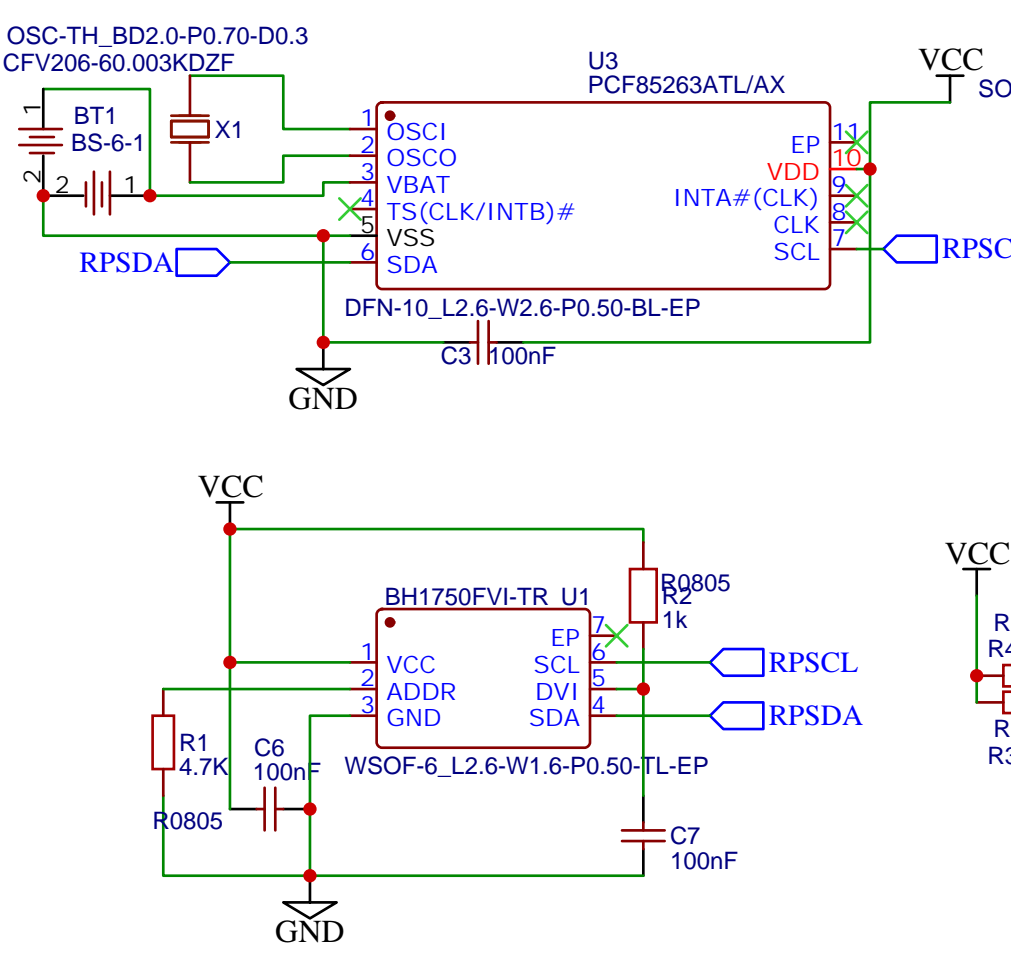 OSC-TH_BD2.0-P0.70-D0.3
CFV206-60.003KDZF
U3
PCF85263ATL/AX
VCC
SO
1
BT1
BS-6-1
2
2
1
X1
1
OSCI
2
OSCO
3
VBAT
4
TS(CLK/INTB)#
5
VSS
6
SDA
EP
11
VDD
10
INTA#(CLK)
9
CLK
8
SCL
7
RPSDA
RPSC
DFN-10_L2.6-W2.6-P0.50-BL-EP
C3
100nF
GND
VCC
BH1750FVI-TR
U1
R0805
R2
1k
1
VCC
2
ADDR
3
GND
EP
7
SCL
6
DVI
5
SDA
4
RPSCL
RPSDA
WSOF-6_L2.6-W1.6-P0.50-TL-EP
R1
4.7K
R0805
C6
100nF
C7
100nF
GND
VCC
R
R4
R
R3